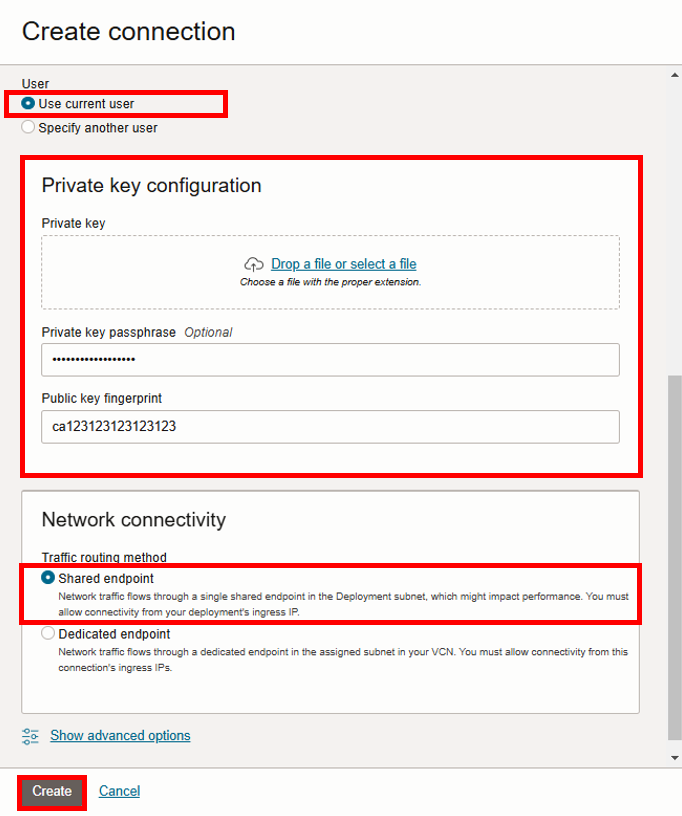 Create connection
User
Use current user
Specify another user
Private key configuration
Private key
Drop a file or select a file
Choose a file with the proper extension.
Private key passphrase Optional
••••••••••••••••••
Public key fingerprint
ca123123123123123
Network connectivity
Traffic routing method
Shared endpoint
Network traffic flows through a single shared endpoint in the Deployment subnet, which might impact performance. You must
allow connectivity from your deployment's ingress IP.
Dedicated endpoint
Network traffic flows through a dedicated endpoint in the assigned subnet in your VCN. You must allow connectivity from this
connection's ingress IPs.
Show advanced options
Create Cancel